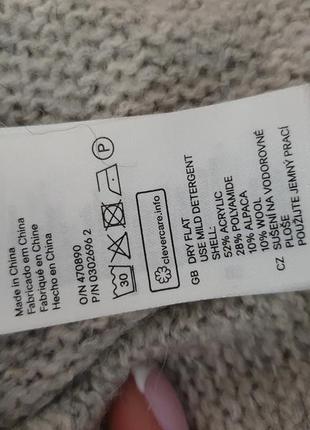 Made in China
Fabricado en China
Fabriqué en Chine
Hecho en China
O/N 470890
P/N 0302696 2
30
P
clevercare.info
GB
DRY FLAT
USE MILD DETERGENT
SHELL:
52% ACRYLIC
28% POLYAMIDE
10% ALPACA
10% WOOL
CZ
SUŠENÍ NA VODOROVNÉ
PLOŠE
POUŽIJTE JEMNÝ PRACÍ